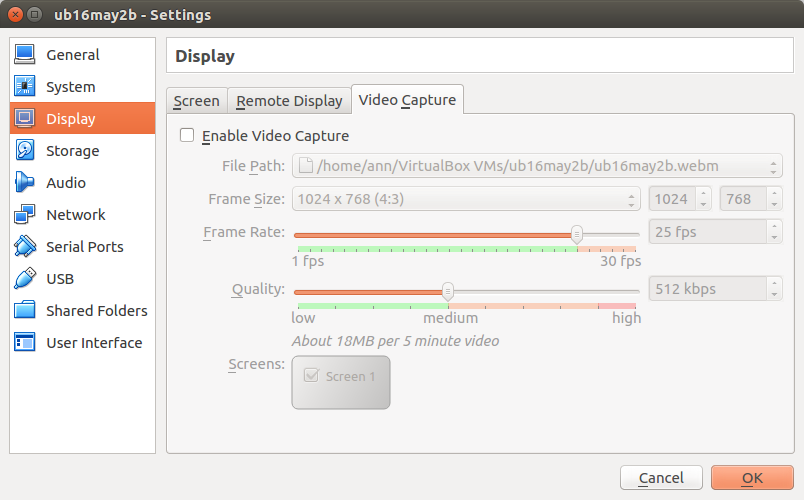 ub16may2b - Settings
General
System
Display
Storage
Audio
Network
Serial Ports
USB
Shared Folders
User Interface
Display
Screen Remote Display Video Capture
Enable Video Capture
File Path: /home/ann/VirtualBox VMs/ub16may2b/ub16may2b.webm
Frame Size: 1024 x 768 (4:3) 1024 768
Frame Rate: 25 fps
1 fps 30 fps
Quality: 512 kbps
low medium high
About 18MB per 5 minute video
Screens: Screen 1
Cancel OK